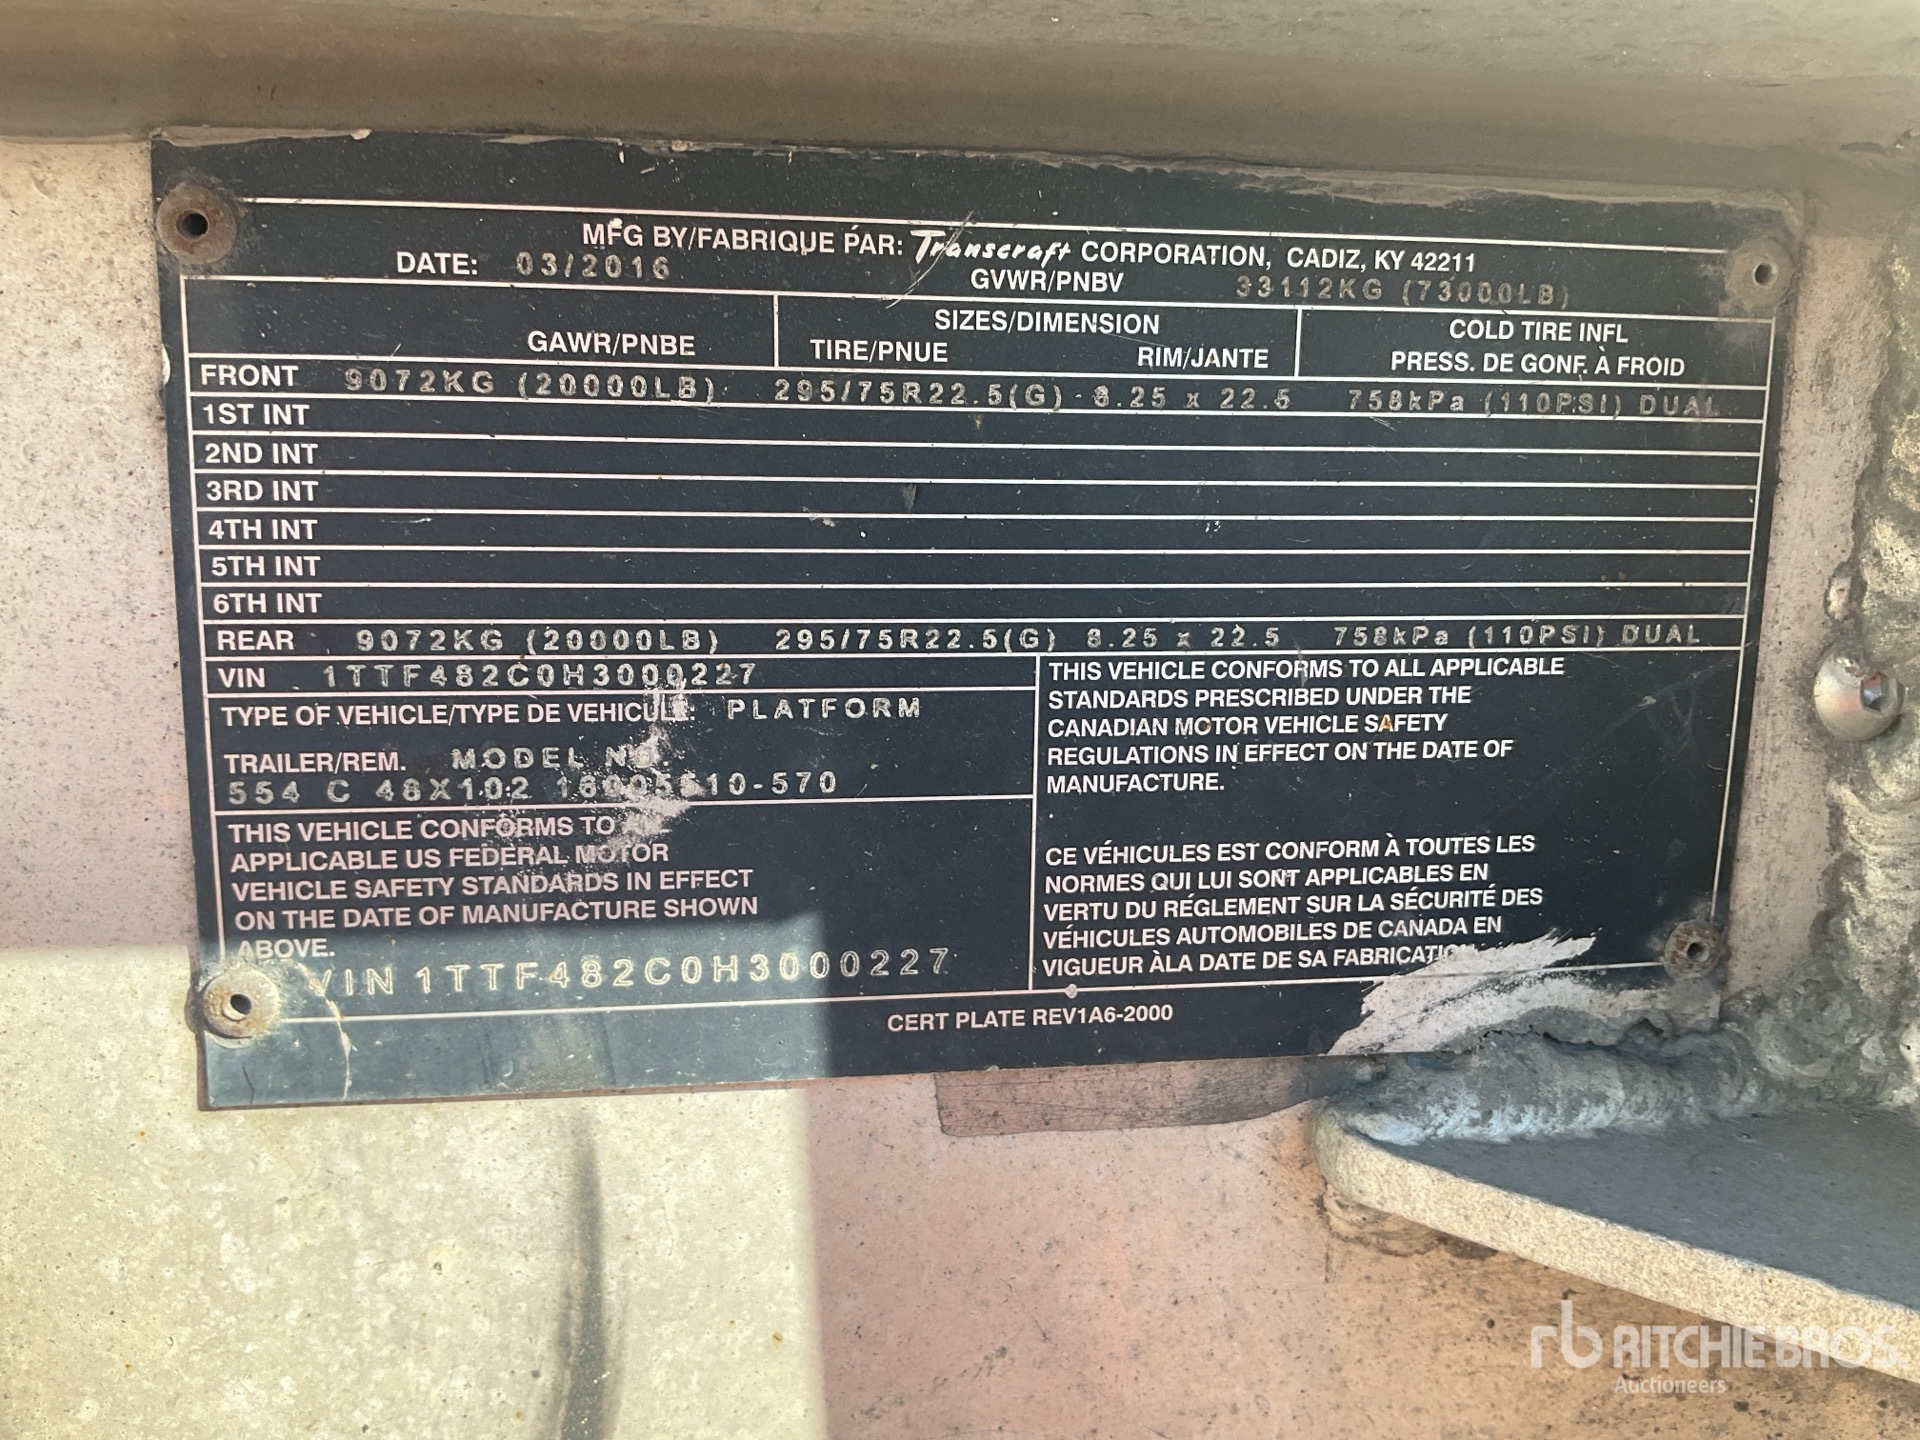 MFG BY/FABRIQUE PAR: Transcraft CORPORATION, CADIZ, KY 42211
DATE: 03/2016 GVWR/PNBV 33112KG (73000LB)
GAWR/PNBE SIZES/DIMENSION TIRE/PNUE RIM/JANTE COLD TIRE INFL
PRESS. DE GONF. À FROID
FRONT 9072KG (20000LB) 295/75R22.5(G) 8.25 x 22.5 758kPa (110PSI) DUAL
1ST INT
2ND INT
3RD INT
4TH INT
5TH INT
6TH INT
REAR 9072KG (20000LB) 295/75R22.5(G) 8.25 x 22.5 758kPa (110PSI) DUAL
VIN 1TTF482C0H3000227
TYPE OF VEHICLE/TYPE DE VEHICULE: PLATFORM
TRAILER/REM. MODEL NO.
554 C 48X102
THIS VEHICLE CONFORMS TO
APPLICABLE US FEDERAL MOTOR
VEHICLE SAFETY STANDARDS IN EFFECT
ON THE DATE OF MANUFACTURE SHOWN
ABOVE.
VIN 1TTF482C0H3000227
THIS VEHICLE CONFORMS TO ALL APPLICABLE
STANDARDS PRESCRIBED UNDER THE
CANADIAN MOTOR VEHICLE SAFETY
REGULATIONS IN EFFECT ON THE DATE OF
MANUFACTURE.
CE VÉHICULES EST CONFORM À TOUTES LES
NORMES QUI LUI SONT APPLICABLES EN
VERTU DU RÉGLEMENT SUR LA SÉCURITÉ DES
VÉHICULES AUTOMOBILES DE CANADA EN
VIGUEUR ÀLA DATE DE SA FABRICATION
CERT PLATE REV1A6-2000
rb RITCHIE BROS.
Auctioneers